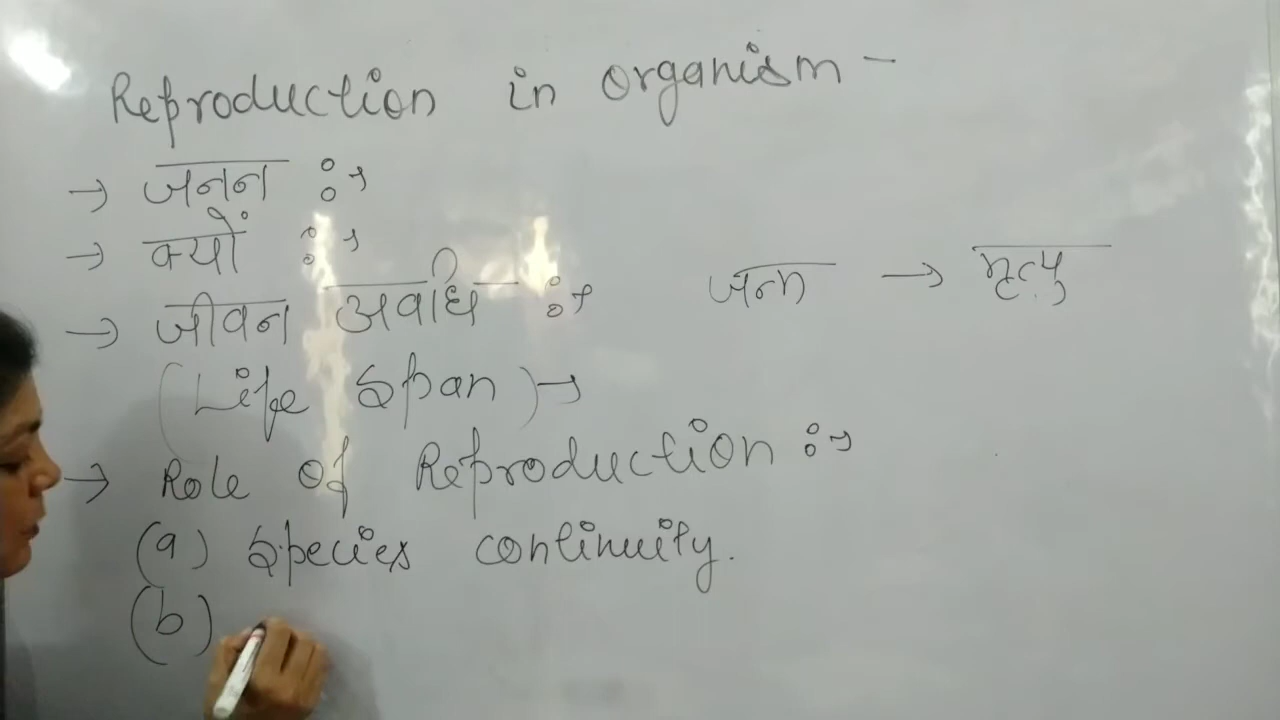 Reproduction in organism -
→ जनन :→
→ क्यों :→
→ जीवन अवधि :→ जन्म → मृत्यु
(Life span) →
→ Role of Reproduction :→
(a) species continuity.
(b)